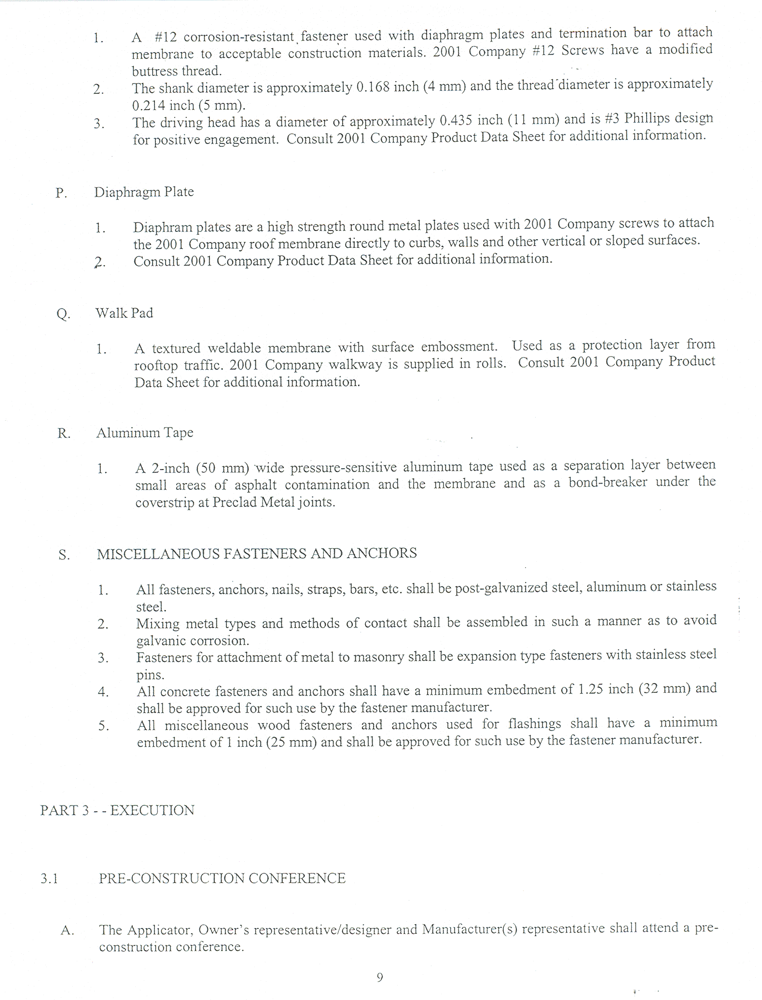 1. A #12 corrosion-resistant fastener used with diaphragm plates and termination bar to attach
membrane to acceptable construction materials. 2001 Company #12 Screws have a modified
buttress thread.
2. The shank diameter is approximately 0.168 inch (4 mm) and the thread diameter is approximately
0.214 inch (5 mm).
3. The driving head has a diameter of approximately 0.435 inch (11 mm) and is #3 Phillips design
for positive engagement. Consult 2001 Company Product Data Sheet for additional information.
P. Diaphragm Plate
1. Diaphram plates are a high strength round metal plates used with 2001 Company screws to attach
the 2001 Company roof membrane directly to curbs, walls and other vertical or sloped surfaces.
2. Consult 2001 Company Product Data Sheet for additional information.
Q. Walk Pad
1. A textured weldable membrane with surface embossment. Used as a protection layer from
rooftop traffic. 2001 Company walkway is supplied in rolls. Consult 2001 Company Product
Data Sheet for additional information.
R. Aluminum Tape
1. A 2-inch (50 mm) wide pressure-sensitive aluminum tape used as a separation layer between
small areas of asphalt contamination and the membrane and as a bond-breaker under the
coverstrip at Preclad Metal joints.
S. MISCELLANEOUS FASTENERS AND ANCHORS
1. All fasteners, anchors, nails, straps, bars, etc. shall be post-galvanized steel, aluminum or stainless
steel.
2. Mixing metal types and methods of contact shall be assembled in such a manner as to avoid
galvanic corrosion.
3. Fasteners for attachment of metal to masonry shall be expansion type fasteners with stainless steel
pins.
4. All concrete fasteners and anchors shall have a minimum embedment of 1.25 inch (32 mm) and
shall be approved for such use by the fastener manufacturer.
5. All miscellaneous wood fasteners and anchors used for flashings shall have a minimum
embedment of 1 inch (25 mm) and shall be approved for such use by the fastener manufacturer.
PART 3 - - EXECUTION
3.1 PRE-CONSTRUCTION CONFERENCE
A. The Applicator, Owner's representative/designer and Manufacturer(s) representative shall attend a pre-
construction conference.
9